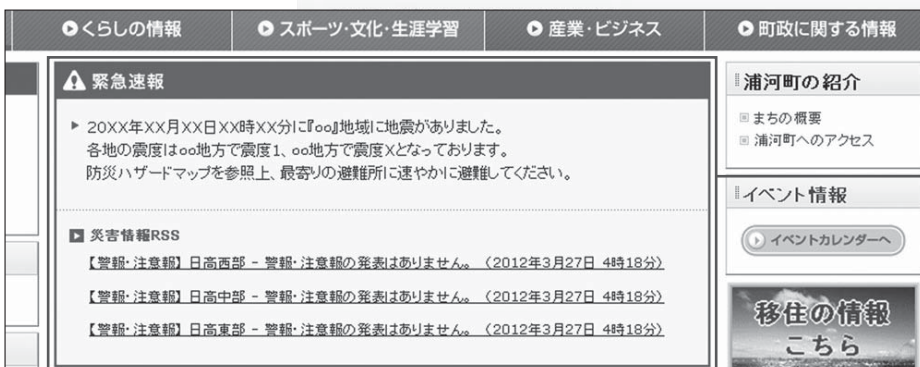 くらしの情報
スポーツ・文化・生涯学習
産業・ビジネス
町政に関する情報
緊急速報
20XX年XX月XX日XX時XX分に『oo』地域に地震がありました。
各地の震度はoo地方で震度1、oo地方で震度Xとなっております。
防災ハザードマップを参照上、最寄りの避難所に速やかに避難してください。
災害情報RSS
【警報・注意報】日高西部 - 警報・注意報の発表はありません。（2012年3月27日 4時18分）
【警報・注意報】日高中部 - 警報・注意報の発表はありません。（2012年3月27日 4時18分）
【警報・注意報】日高東部 - 警報・注意報の発表はありません。（2012年3月27日 4時18分）
浦河町の紹介
まちの概要
浦河町へのアクセス
イベント情報
イベントカレンダーへ
移住の情報
こちら